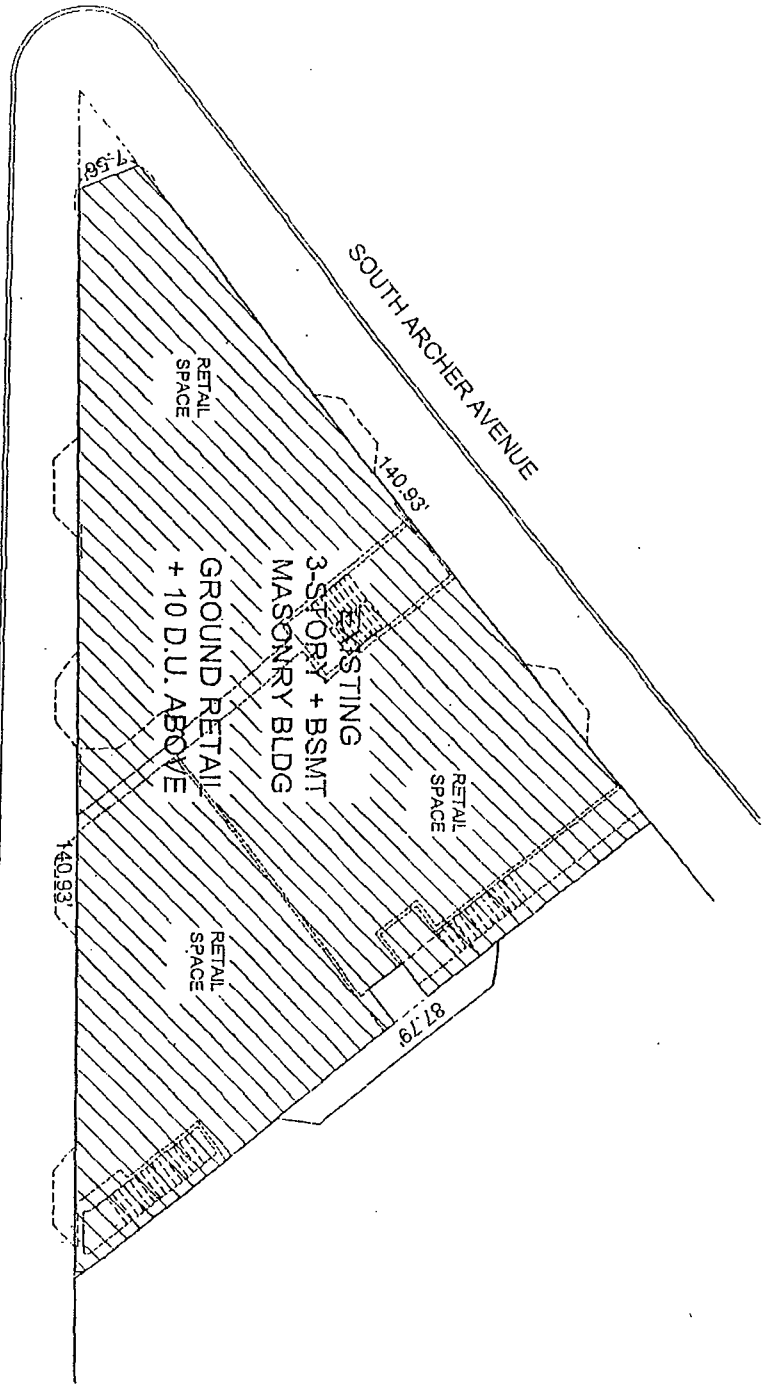 SOUTH ARCHER AVENUE
7.56'
RETAIL
SPACE
140.93'
EXISTING
3-STORY + BSMT
MASONRY BLDG
GROUND RETAIL
+ 10 D.U. ABOVE
RETAIL
SPACE
140.93'
RETAIL
SPACE
87.79'